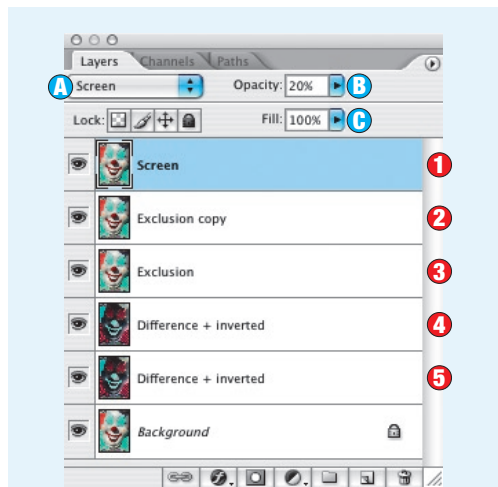 Layers Channels Paths
A Screen Opacity: 20% B
Lock: Fill: 100% C
Screen 1
Exclusion copy 2
Exclusion 3
Difference + inverted 4
Difference + inverted 5
Background